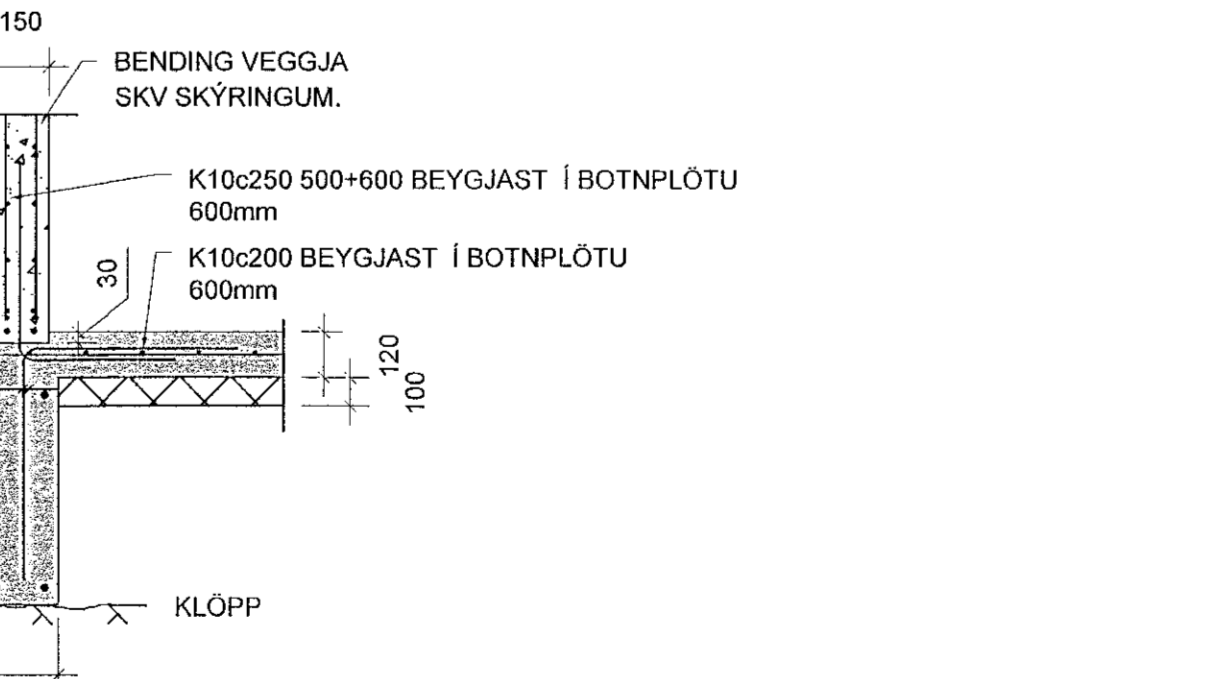 150
BENDING VEGGJA
SKV SKÝRINGUM.
K10c250 500+600 BEYGJAST Í BOTNPLÖTU
600mm
30
K10c200 BEYGJAST Í BOTNPLÖTU
600mm
120
100
KLÖPP